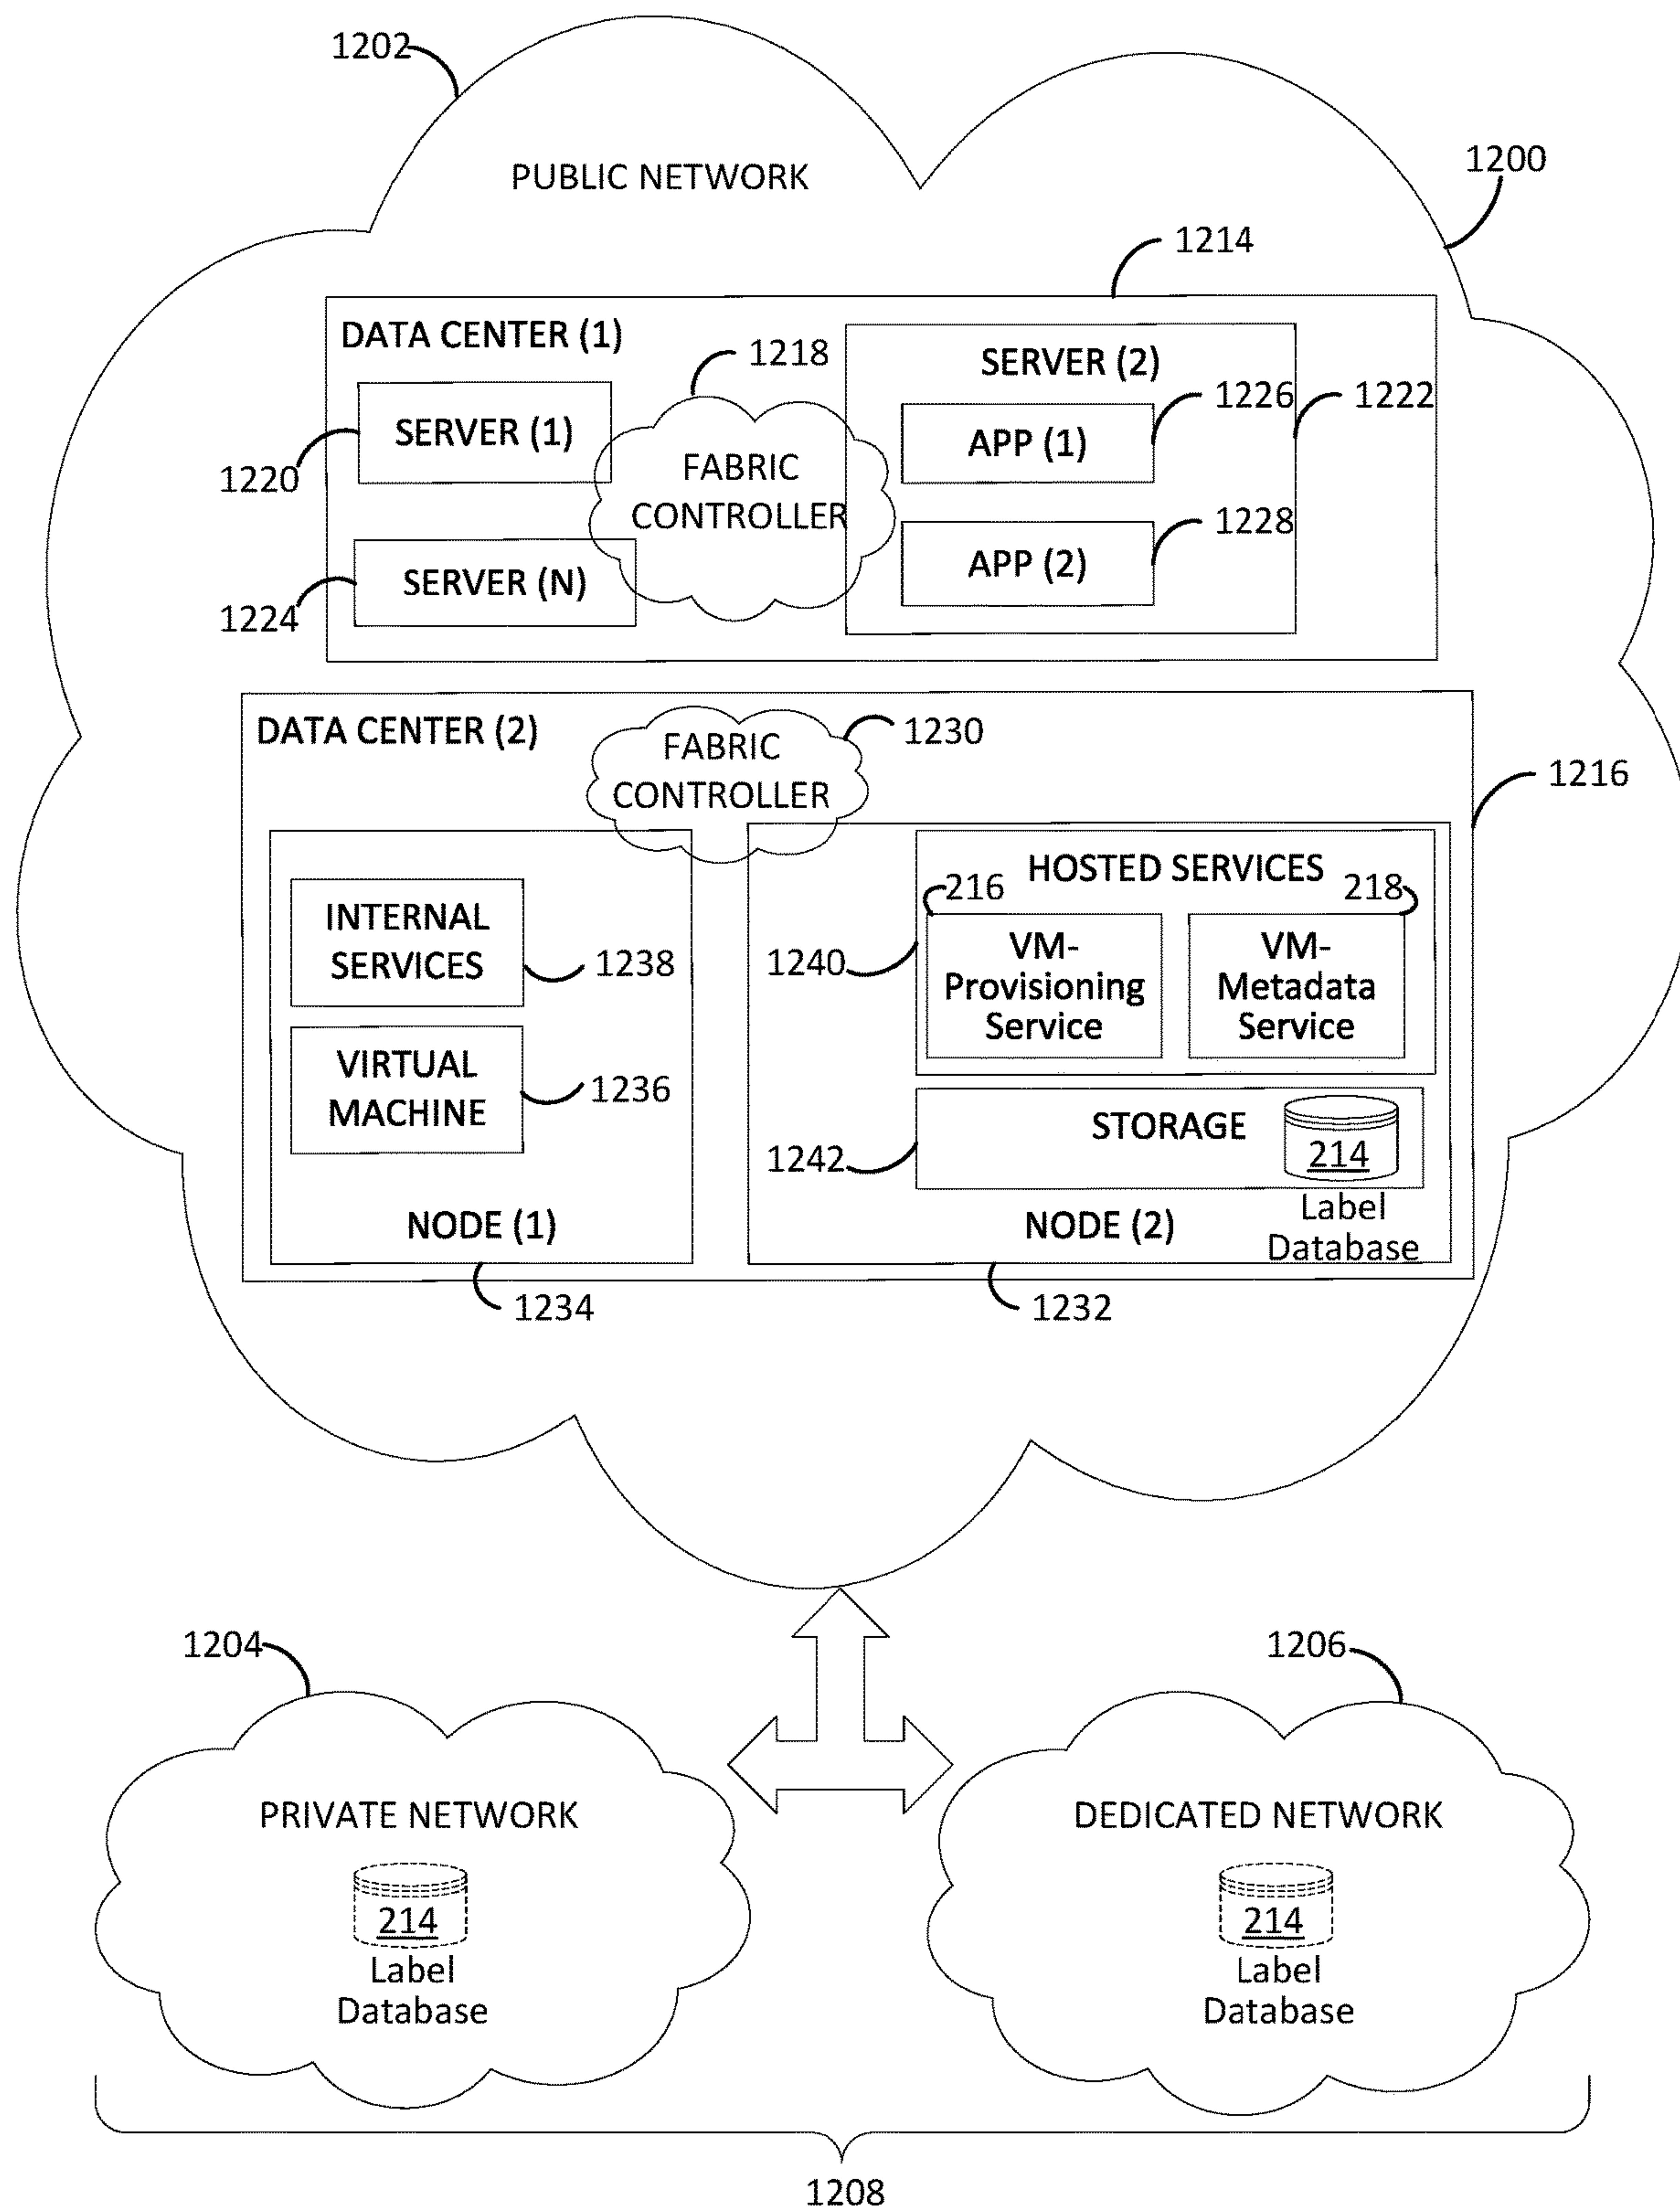 1202
PUBLIC NETWORK
1200
1214
DATA CENTER (1)
1218
SERVER (2)
1226
1222
SERVER (1)
APP (1)
FABRIC
CONTROLLER
1220
1228
SERVER (N)
APP (2)
1224
DATA CENTER (2)
FABRIC
CONTROLLER
1230
1216
HOSTED SERVICES
216
218
INTERNAL
SERVICES
1238
1240
VM-
Provisioning
Service
VM-
Metadata
Service
VIRTUAL
MACHINE
1236
STORAGE
1242
214
Label
Database
NODE (1)
NODE (2)
1234
1232
1204
1206
PRIVATE NETWORK
214
Label
Database
DEDICATED NETWORK
214
Label
Database
1208